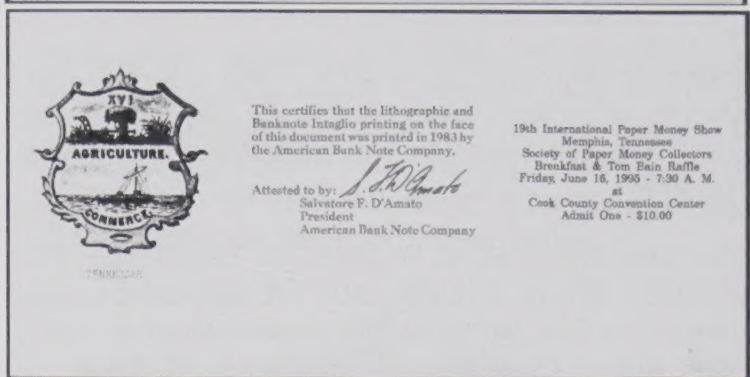 XVI
AGRICULTURE.
COMMERCE.
TENNESSEE
This certifies that the lithographic and
Banknote Intaglio printing on the face
of this document was printed in 1983 by
the American Bank Note Company.
Attested to by: S. F. D'Amato
Salvatore F. D'Amato
President
American Bank Note Company
19th International Paper Money Show
Memphis, Tennessee
Society of Paper Money Collectors
Breakfast & Tom Bain Raffle
Friday, June 16, 1995 - 7:30 A. M.
at
Cook County Convention Center
Admit One - $10.00